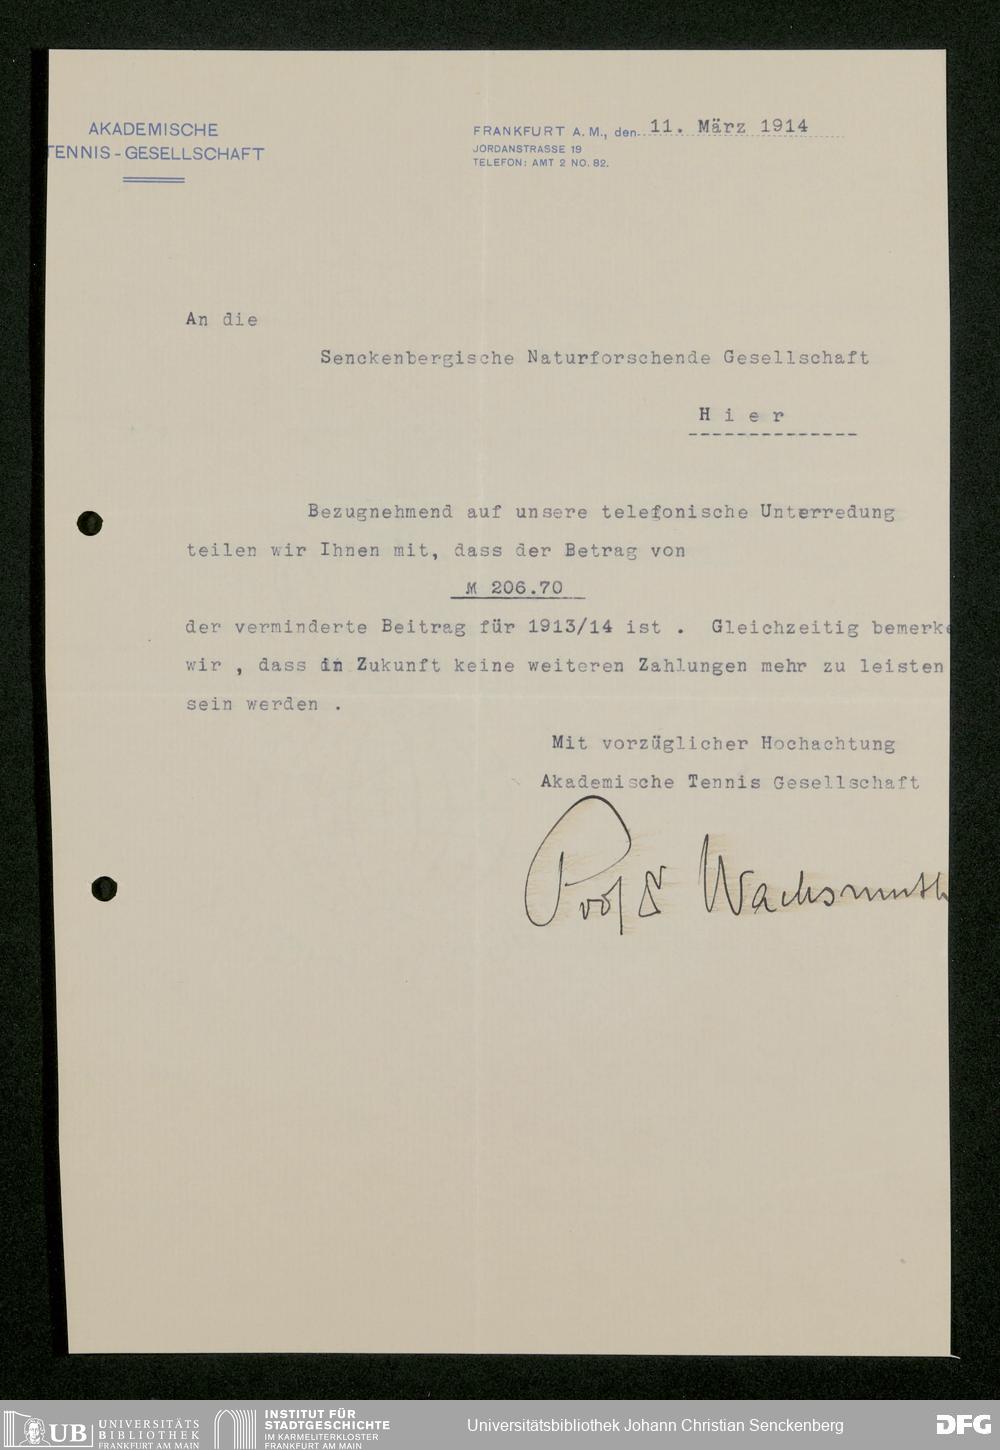 AKADEMISCHE
TENNIS-GESELLSCHAFT
FRANKFURT A. M., den 11. März 1914
JORDANSTRASSE 19
TELEFON: AMT 2 NO. 82.
An die
Senckenbergische Naturforschende Gesellschaft
H i e r
Bezugnehmend auf unsere telefonische Unterredung
teilen wir Ihnen mit, dass der Betrag von
M 206.70
der verminderte Beitrag für 1913/14 ist . Gleichzeitig bemerke
wir , dass in Zukunft keine weiteren Zahlungen mehr zu leisten
sein werden .
Mit vorzüglicher Hochachtung
Akademische Tennis Gesellschaft
Prof Dr Wachsmuth
UB UNIVERSITÄTS
BIBLIOTHEK
FRANKFURT AM MAIN
INSTITUT FÜR
STADTGESCHICHTE
IM KARMELITERKLOSTER
FRANKFURT AM MAIN
Universitätsbibliothek Johann Christian Senckenberg
DFG